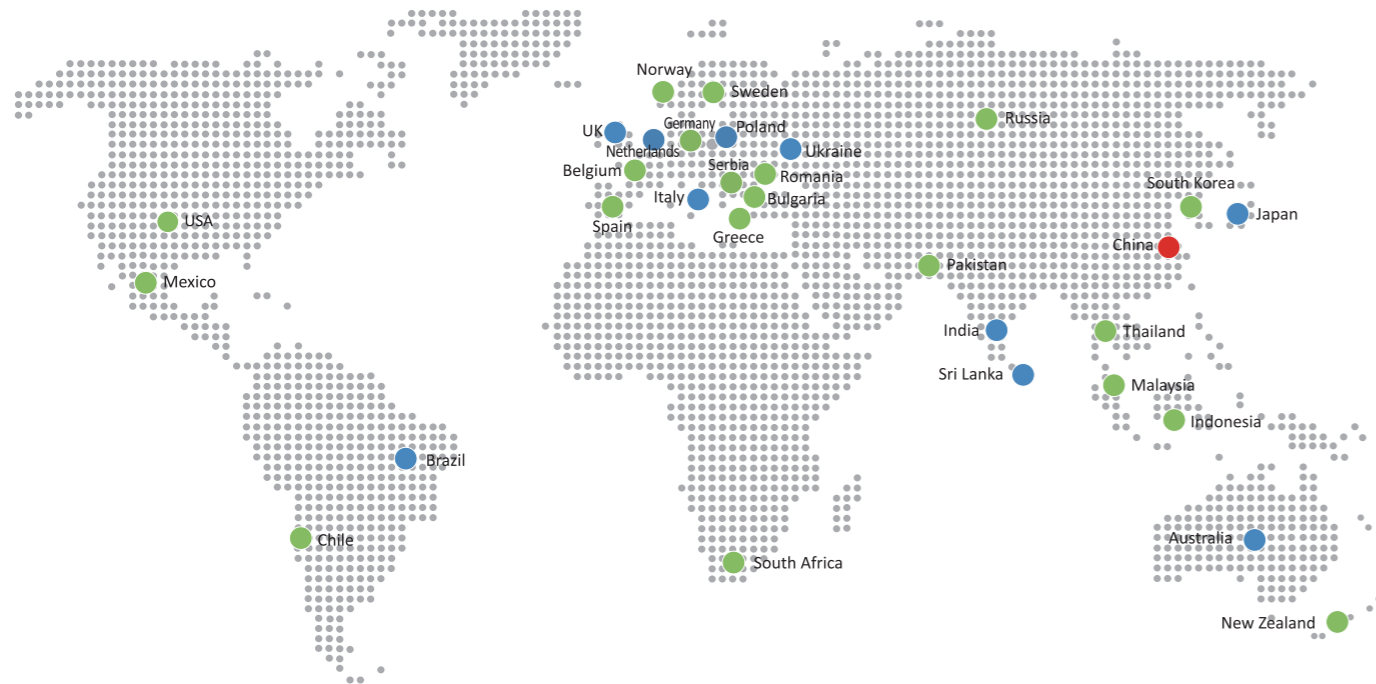 Norway
Sweden
Russia
UK
Germany
Poland
Netherlands
Ukraine
Belgium
Serbia
Romania
South Korea
Italy
Bulgaria
Spain
Japan
USA
Greece
China
Pakistan
Mexico
India
Thailand
Sri Lanka
Malaysia
Indonesia
Brazil
Chile
Australia
South Africa
New Zealand